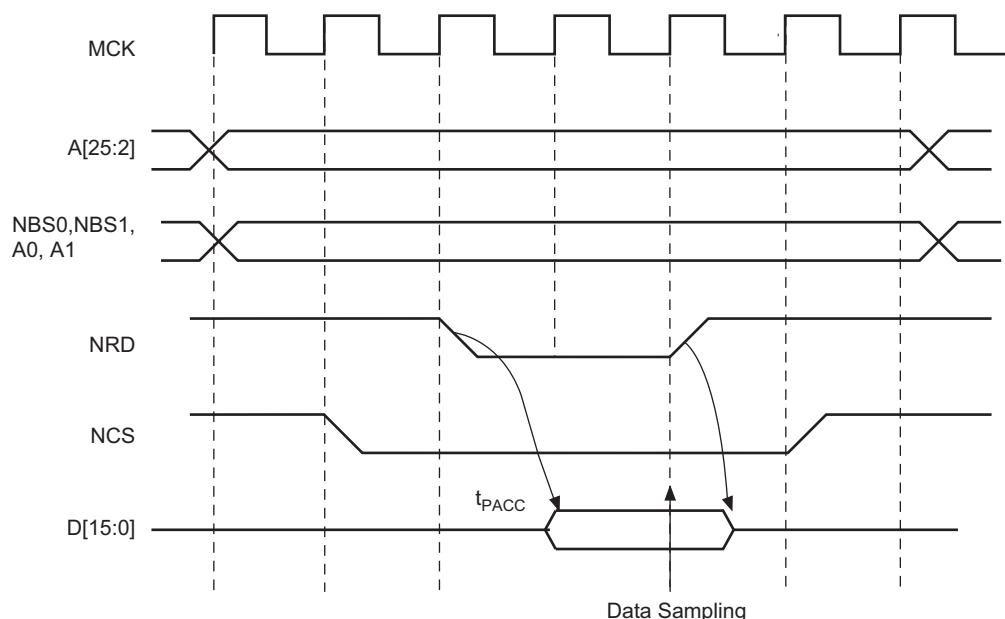 MCK
A[25:2]
NBS0,NBS1,
A0, A1
NRD
NCS
tPACC
D[15:0]
Data Sampling